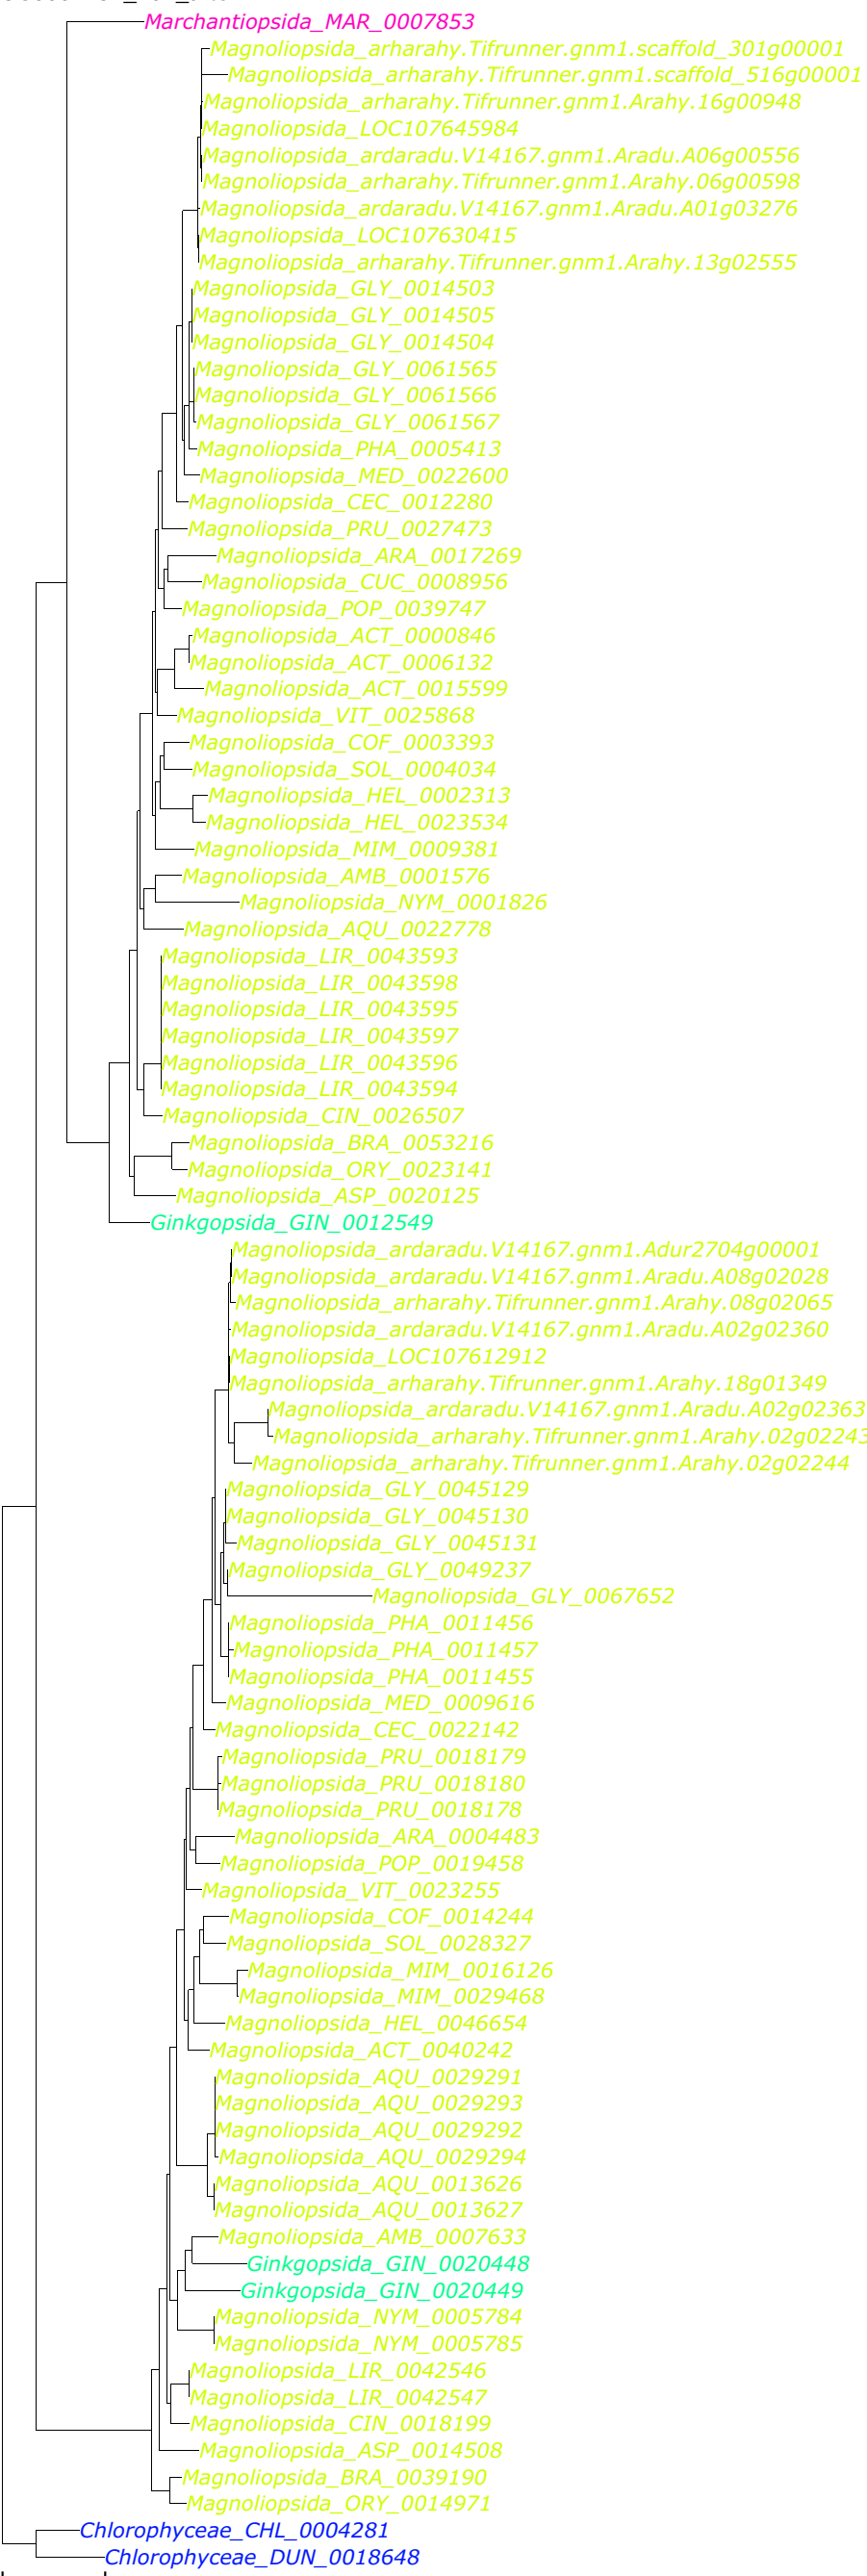 Marchantiopsida_MAR_0007853
Magnoliopsida_arharahy.Tifrunner.gnm1.scaffold_301g00001
Magnoliopsida_arharahy.Tifrunner.gnm1.scaffold_516g00001
Magnoliopsida_arharahy.Tifrunner.gnm1.Arahy.16g00948
Magnoliopsida_LOC107645984
Magnoliopsida_ardaradu.V14167.gnm1.Aradu.A06g00556
Magnoliopsida_arharahy.Tifrunner.gnm1.Arahy.06g00598
Magnoliopsida_ardaradu.V14167.gnm1.Aradu.A01g03276
Magnoliopsida_LOC107630415
Magnoliopsida_arharahy.Tifrunner.gnm1.Arahy.13g02555
Magnoliopsida_GLY_0014503
Magnoliopsida_GLY_0014505
Magnoliopsida_GLY_0014504
Magnoliopsida_GLY_0061565
Magnoliopsida_GLY_0061566
Magnoliopsida_GLY_0061567
Magnoliopsida_PHA_0005413
Magnoliopsida_MED_0022600
Magnoliopsida_CEC_0012280
Magnoliopsida_PRU_0027473
Magnoliopsida_ARA_0017269
Magnoliopsida_CUC_0008956
Magnoliopsida_POP_0039747
Magnoliopsida_ACT_0000846
Magnoliopsida_ACT_0006132
Magnoliopsida_ACT_0015599
Magnoliopsida_VIT_0025868
Magnoliopsida_COF_0003393
Magnoliopsida_SOL_0004034
Magnoliopsida_HEL_0002313
Magnoliopsida_HEL_0023534
Magnoliopsida_MIM_0009381
Magnoliopsida_AMB_0001576
Magnoliopsida_NYM_0001826
Magnoliopsida_AQU_0022778
Magnoliopsida_LIR_0043593
Magnoliopsida_LIR_0043598
Magnoliopsida_LIR_0043595
Magnoliopsida_LIR_0043597
Magnoliopsida_LIR_0043596
Magnoliopsida_LIR_0043594
Magnoliopsida_CIN_0026507
Magnoliopsida_BRA_0053216
Magnoliopsida_ORY_0023141
Magnoliopsida_ASP_0020125
Ginkgopsida_GIN_0012549
Magnoliopsida_ardaradu.V14167.gnm1.Adur2704g00001
Magnoliopsida_ardaradu.V14167.gnm1.Aradu.A08g02028
Magnoliopsida_arharahy.Tifrunner.gnm1.Arahy.08g02065
Magnoliopsida_ardaradu.V14167.gnm1.Aradu.A02g02360
Magnoliopsida_LOC107612912
Magnoliopsida_arharahy.Tifrunner.gnm1.Arahy.18g01349
Magnoliopsida_ardaradu.V14167.gnm1.Aradu.A02g02363
Magnoliopsida_arharahy.Tifrunner.gnm1.Arahy.02g02243
Magnoliopsida_arharahy.Tifrunner.gnm1.Arahy.02g02244
Magnoliopsida_GLY_0045129
Magnoliopsida_GLY_0045130
Magnoliopsida_GLY_0045131
Magnoliopsida_GLY_0049237
Magnoliopsida_GLY_0067652
Magnoliopsida_PHA_0011456
Magnoliopsida_PHA_0011457
Magnoliopsida_PHA_0011455
Magnoliopsida_MED_0009616
Magnoliopsida_CEC_0022142
Magnoliopsida_PRU_0018179
Magnoliopsida_PRU_0018180
Magnoliopsida_PRU_0018178
Magnoliopsida_ARA_0004483
Magnoliopsida_POP_0019458
Magnoliopsida_VIT_0023255
Magnoliopsida_COF_0014244
Magnoliopsida_SOL_0028327
Magnoliopsida_MIM_0016126
Magnoliopsida_MIM_0029468
Magnoliopsida_HEL_0046654
Magnoliopsida_ACT_0040242
Magnoliopsida_AQU_0029291
Magnoliopsida_AQU_0029293
Magnoliopsida_AQU_0029292
Magnoliopsida_AQU_0029294
Magnoliopsida_AQU_0013626
Magnoliopsida_AQU_0013627
Magnoliopsida_AMB_0007633
Ginkgopsida_GIN_0020448
Ginkgopsida_GIN_0020449
Magnoliopsida_NYM_0005784
Magnoliopsida_NYM_0005785
Magnoliopsida_LIR_0042546
Magnoliopsida_LIR_0042547
Magnoliopsida_CIN_0018199
Magnoliopsida_ASP_0014508
Magnoliopsida_BRA_0039190
Magnoliopsida_ORY_0014971
Chlorophyceae_CHL_0004281
Chlorophyceae_DUN_0018648